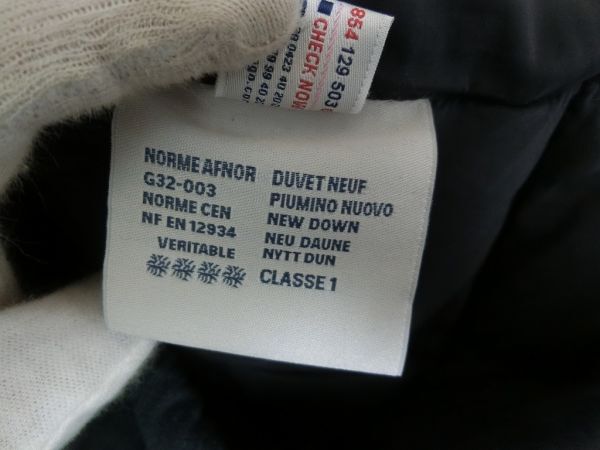 854 129 503
CHECK NOW
NORME AFNOR
G32-003
NORME CEN
NF EN 12934
VERITABLE
DUVET NEUF
PIUMINO NUOVO
NEW DOWN
NEU DAUNE
NYTT DUN
CLASSE 1